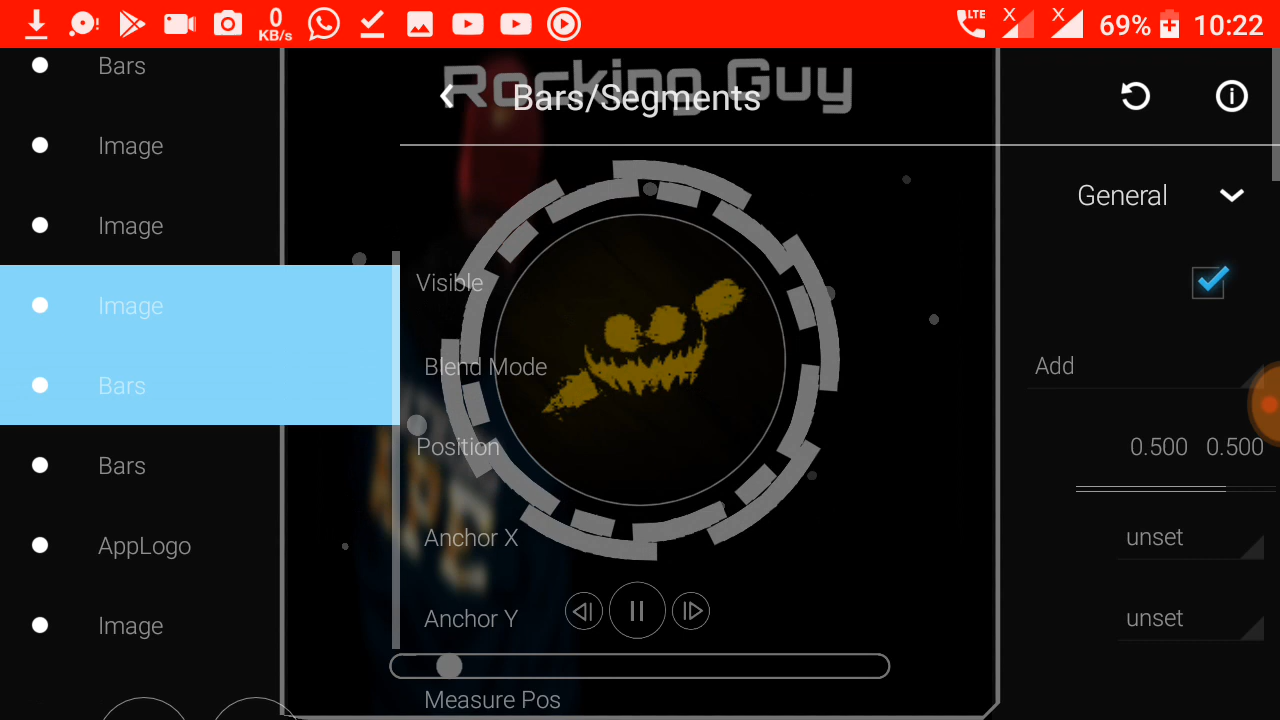 0
KB/s
LTE
X
X
69%
10:22
Rocking Guy
Bars/Segments
Bars
Image
Image
Image
Bars
Bars
AppLogo
Image
General
Visible
Blend Mode
Add
Position
0.500 0.500
Anchor X
unset
Anchor Y
unset
Measure Pos